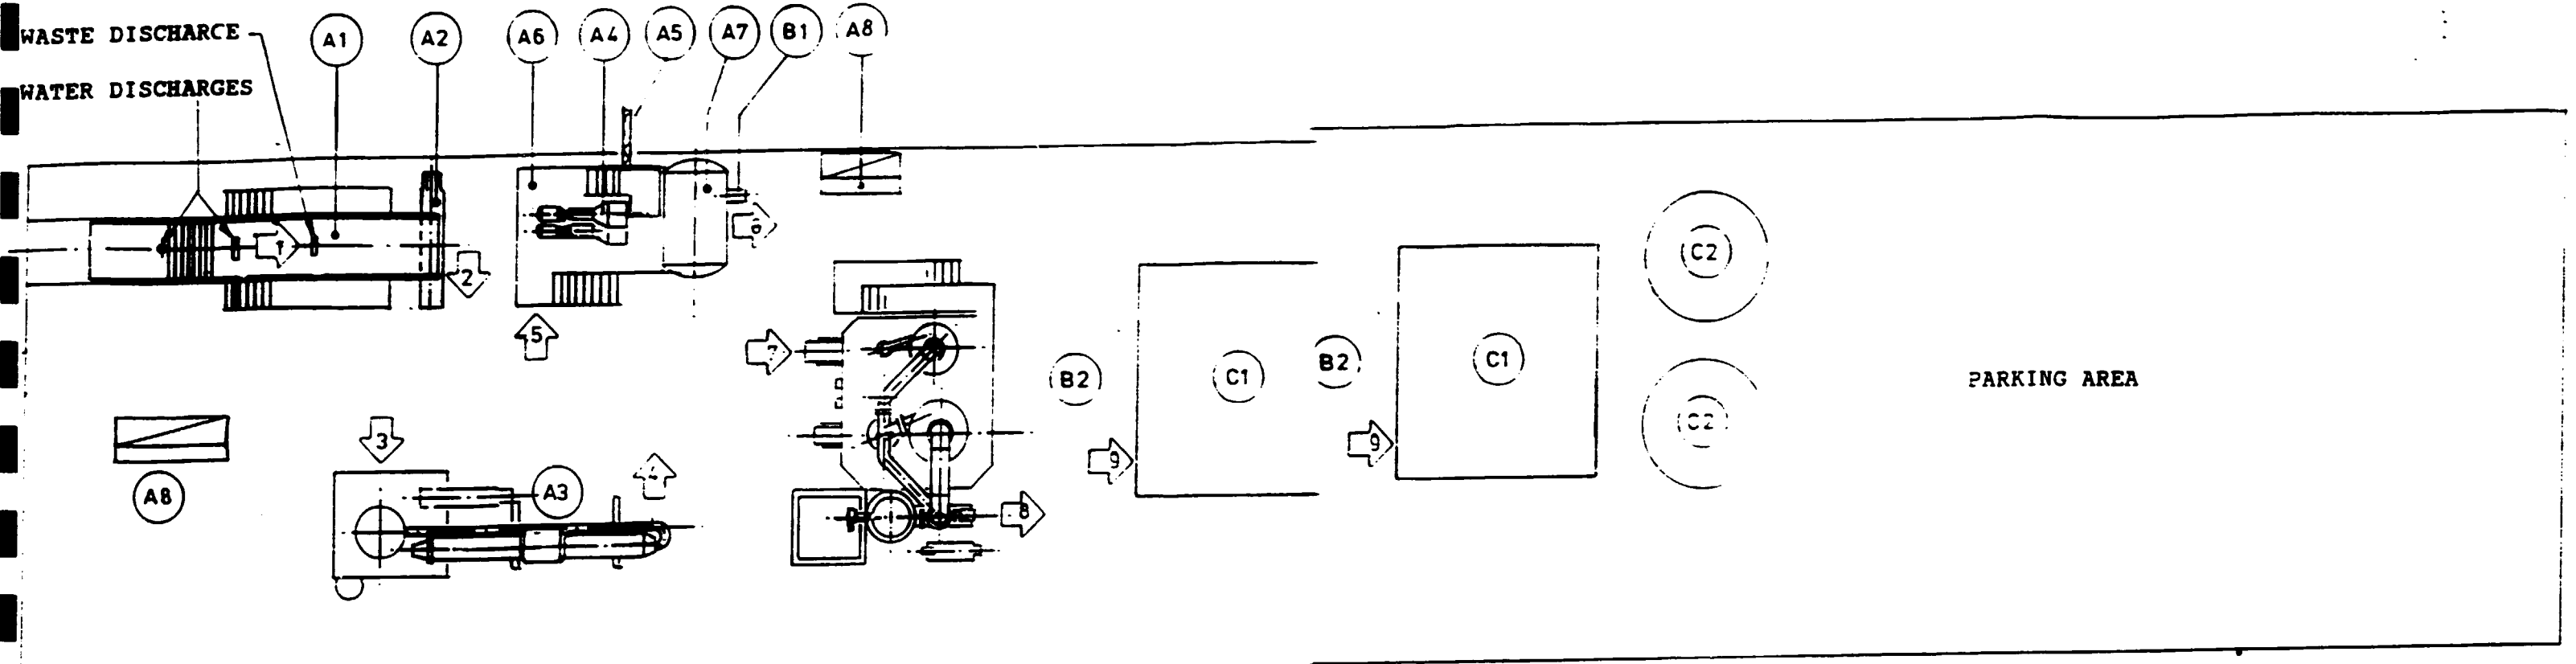 WASTE DISCHARCE
A1
A2
A6
A4
A5
A7
B1
A8
WATER DISCHARGES
1
2
6
C2
5
7
B2
C1
B2
C1
PARKING AREA
C2
3
9
9
4
A8
A3
8